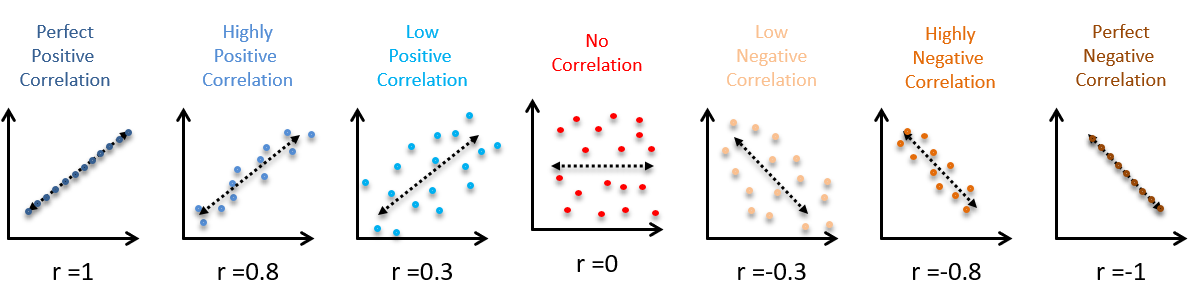 Perfect
Positive
Correlation
Highly
Positive
Correlation
Low
Positive
Correlation
No
Correlation
Low
Negative
Correlation
Highly
Negative
Correlation
Perfect
Negative
Correlation
r =1
r =0.8
r =0.3
r =0
r =-0.3
r =-0.8
r =-1